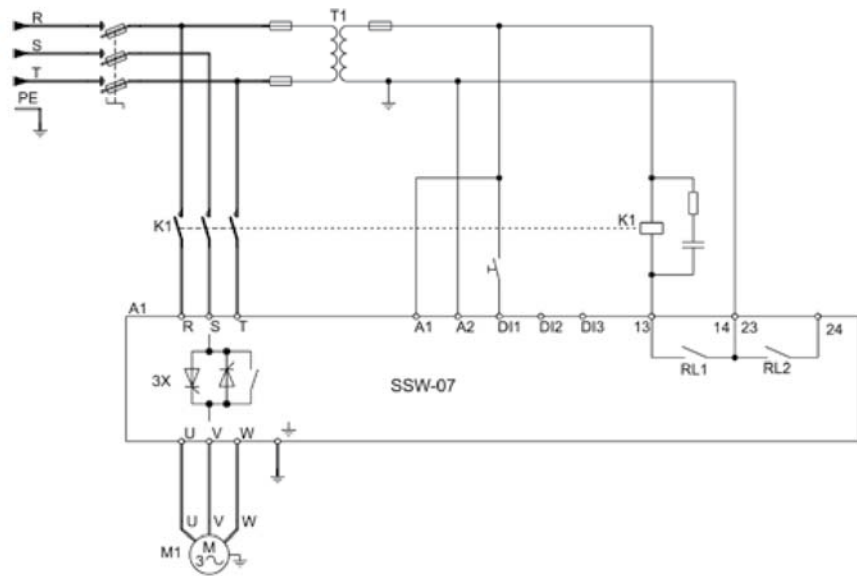 R T1
S
T
PE
K1 K1
A1
R S T A1 A2 DI1 DI2 DI3 13 14 23 24
RL1 RL2
3X SSW-07
U V W
U V W
M1 M
3